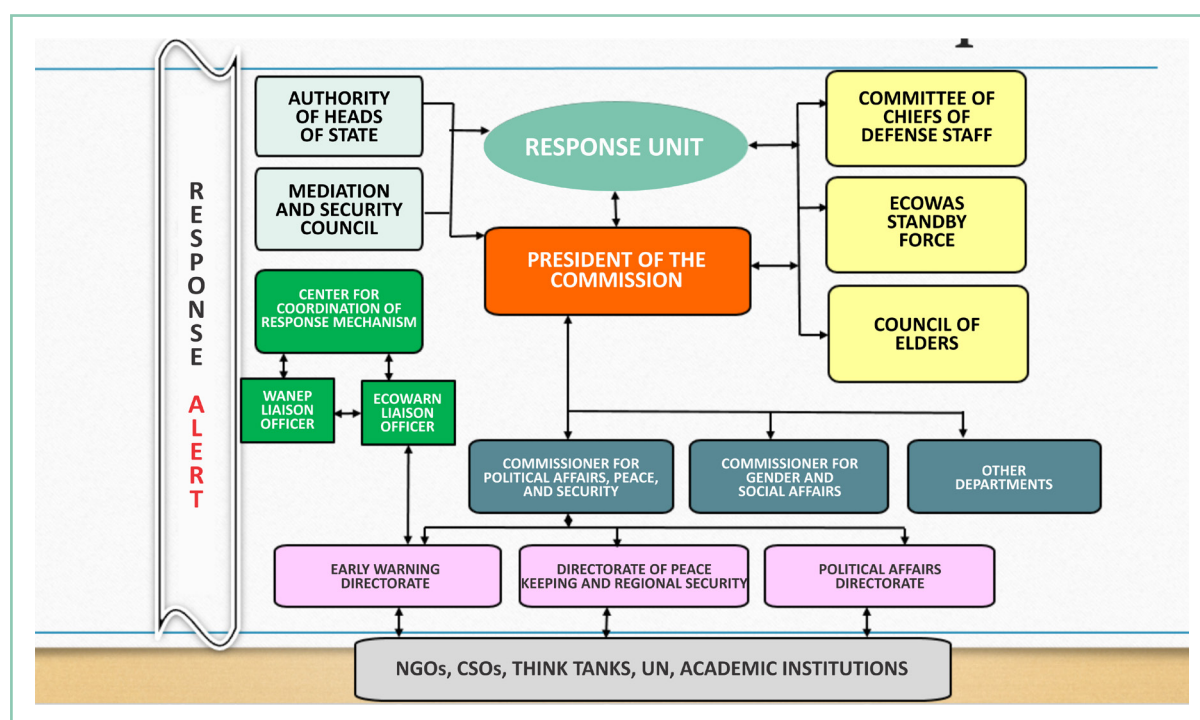 RESPONSE ALERT
AUTHORITY
OF HEADS
OF STATE
MEDIATION
AND SECURITY
COUNCIL
RESPONSE UNIT
PRESIDENT OF THE
COMMISSION
COMMITTEE OF
CHIEFS OF
DEFENSE STAFF
ECOWAS
STANDBY
FORCE
COUNCIL OF
ELDERS
CENTER FOR
COORDINATION OF
RESPONSE MECHANISM
WANEP
LIAISON
OFFICER
ECOWARN
LIAISON
OFFICER
COMMISSIONER FOR
POLITICAL AFFAIRS, PEACE,
AND SECURITY
COMMISSIONER FOR
GENDER AND
SOCIAL AFFAIRS
OTHER
DEPARTMENTS
EARLY WARNING
DIRECTORATE
DIRECTORATE OF PEACE
KEEPING AND REGIONAL SECURITY
POLITICAL AFFAIRS
DIRECTORATE
NGOs, CSOs, THINK TANKS, UN, ACADEMIC INSTITUTIONS